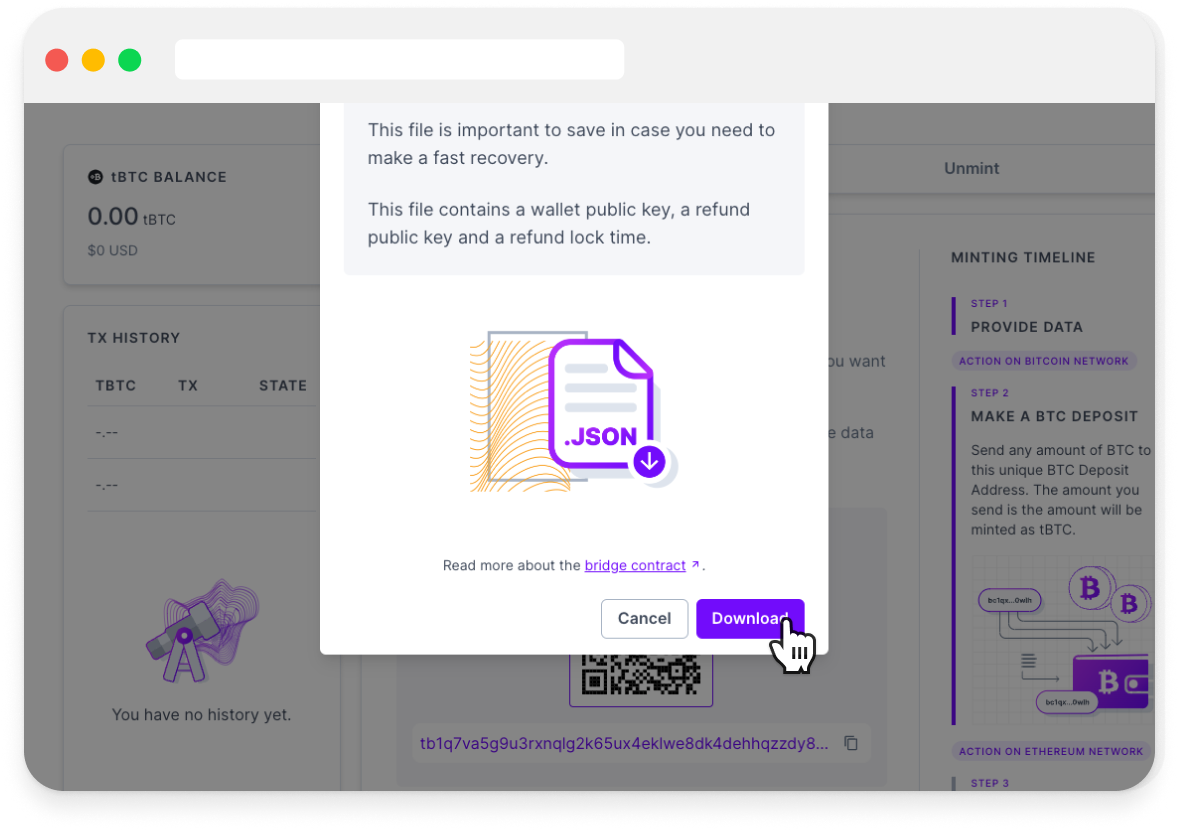 This file is important to save in case you need to
make a fast recovery.
This file contains a wallet public key, a refund
public key and a refund lock time.
.JSON
Read more about the bridge contract ↗.
Cancel
Download
tBTC BALANCE
0.00 tBTC
$0 USD
TX HISTORY
TBTC TX STATE
-.--
-.--
You have no history yet.
Unmint
ou want
e data
tb1q7va5g9u3rxnqlg2k65ux4eklwe8dk4dehhqzzdy8...
MINTING TIMELINE
STEP 1
PROVIDE DATA
ACTION ON BITCOIN NETWORK
STEP 2
MAKE A BTC DEPOSIT
Send any amount of BTC to
this unique BTC Deposit
Address. The amount you
send is the amount will be
minted as tBTC.
bc1qx...0wlh
bc1qx...0wlh
ACTION ON ETHEREUM NETWORK
STEP 3